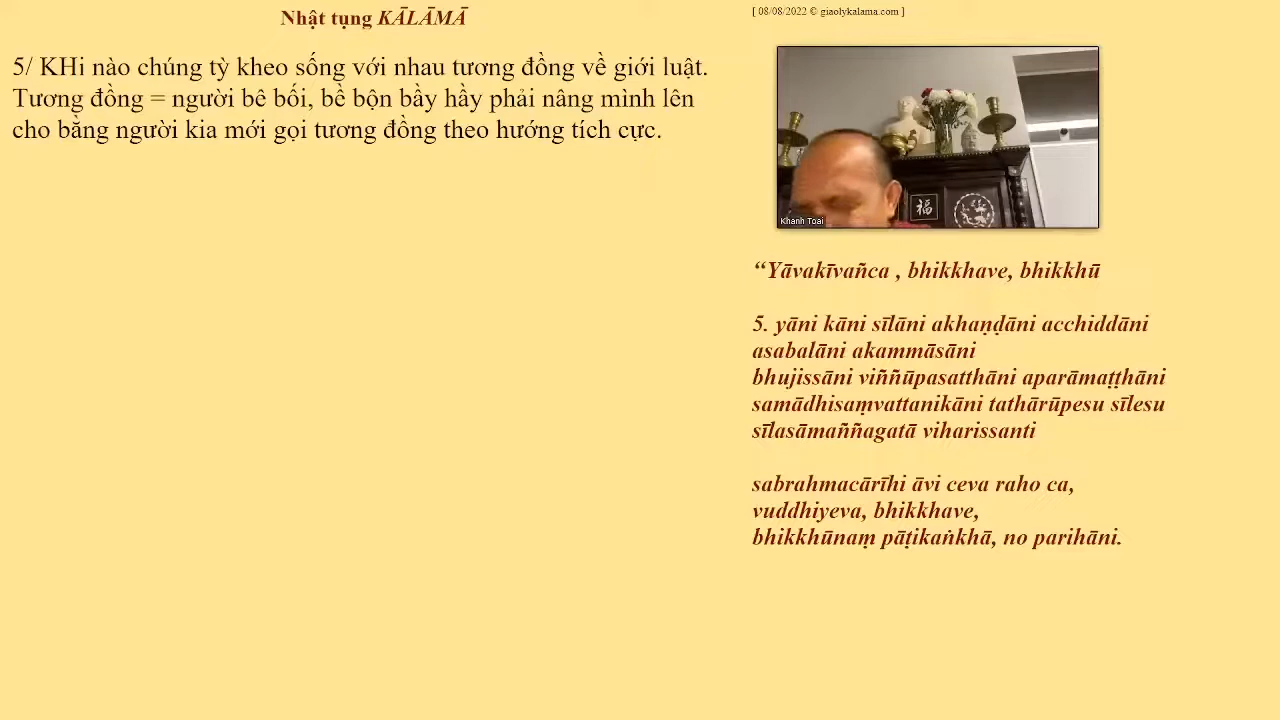 Nhật tụng KĀLĀMĀ
[ 08/08/2022 © giaolykalama.com ]
5/ KHi nào chúng tỳ kheo sống với nhau tương đồng về giới luật.
Tương đồng = người bê bối, bề bộn bầy hầy phải nâng mình lên
cho bằng người kia mới gọi tương đồng theo hướng tích cực.
福
Khanh Toai
“Yāvakīvañca , bhikkhave, bhikkhū
5. yāni kāni sīlāni akhaṇḍāni acchiddāni
asabalāni akammāsāni
bhujissāni viññūpasatthāni aparāmaṭṭhāni
samādhisaṃvattanikāni tathārūpesu sīlesu
sīlasāmaññagatā viharissanti
sabrahmacārīhi āvi ceva raho ca,
vuddhiyeva, bhikkhave,
bhikkhūnaṃ pāṭikaṅkhā, no parihāni.